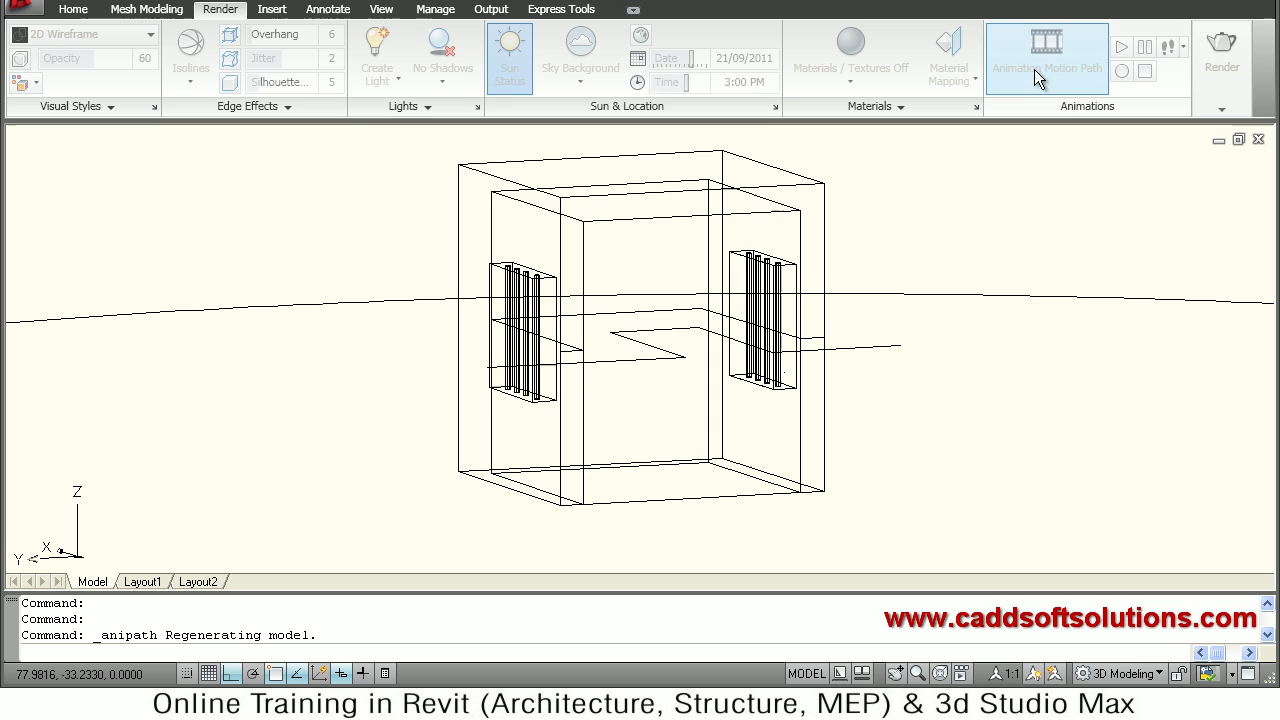 Home Mesh Modeling Render Insert Annotate View Manage Output Express Tools
2D Wireframe
Opacity 60
Visual Styles
Isolines
Overhang 6
Jitter 2
Silhouette... 5
Edge Effects
Create Light
No Shadows
Lights
Sun Status
Sky Background
Date 21/09/2011
Time 3:00 PM
Sun & Location
Materials / Textures Off
Material Mapping
Materials
Animation Motion Path
Animations
Render
Z
X
Y
Model Layout1 Layout2
Command:
Command:
Command: _anipath Regenerating model.
www.caddsoftsolutions.com
77.9816, -33.2330, 0.0000
MODEL
1:1
3D Modeling
Online Training in Revit (Architecture, Structure, MEP) & 3d Studio Max